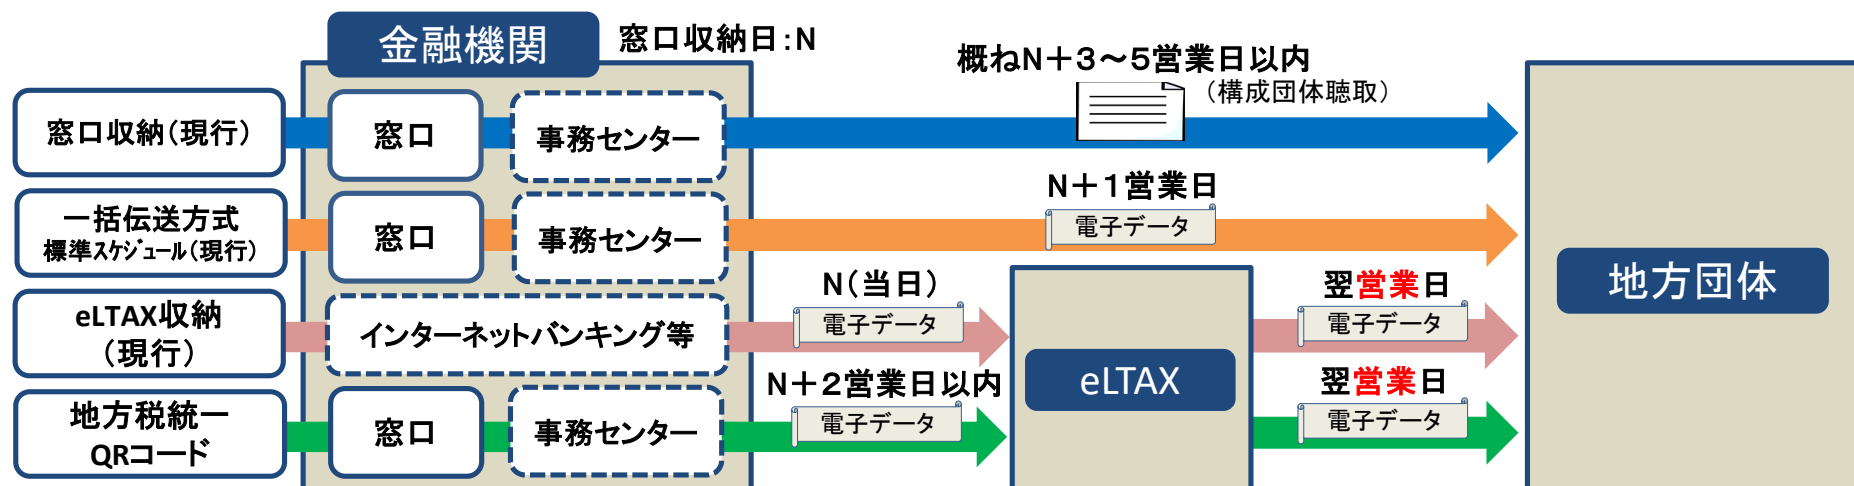 金融機関
窓口収納日:N
概ねN+3~5営業日以内
(構成団体聴取)
窓口収納(現行)
窓口
事務センター
N+1営業日
一括伝送方式
標準スケジュール(現行)
窓口
事務センター
電子データ
地方団体
N(当日)
翌営業日
eLTAX収納
(現行)
インターネットバンキング等
電子データ
電子データ
N+2営業日以内
eLTAX
翌営業日
地方税統一
QRコード
窓口
事務センター
電子データ
電子データ